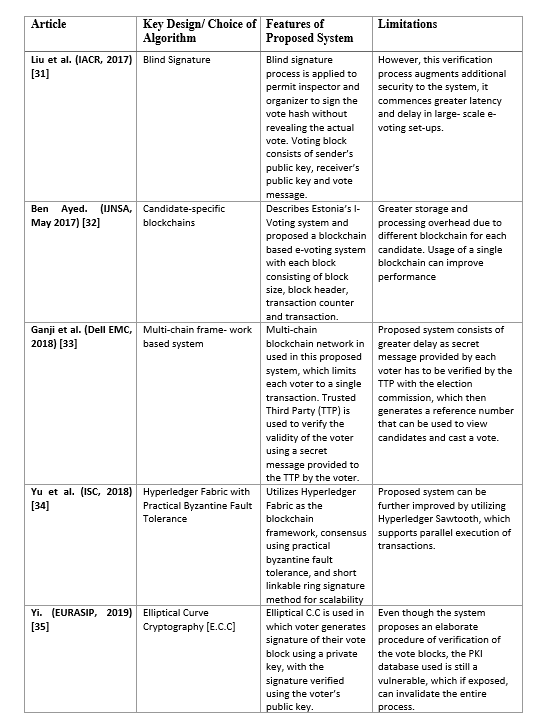 Article
Key Design/ Choice of
Algorithm
Features of
Proposed System
Limitations
Liu et al. (IACR, 2017)
[31]
Blind Signature
Blind signature
process is applied to
permit inspector and
organizer to sign the
vote hash without
revealing the actual
vote. Voting block
consists of sender's
public key, receiver's
public key and vote
message.
However, this verification
process augments additional
security to the system, it
commences greater latency
and delay in large- scale e-
voting set-ups.
Ben Ayed. (IJNSA,
May 2017) [32]
Candidate-specific
blockchains
Describes Estonia's I-
Voting system and
proposed a blockchain
based e-voting system
with each block
consisting of block
size, block header,
transaction counter
and transaction.
Greater storage and
processing overhead due to
different blockchain for each
candidate. Usage of a single
blockchain can improve
performance
Ganji et al. (Dell EMC,
2018) [33]
Multi-chain frame- work
based system
Multi-chain
blockchain network in
used in this proposed
system, which limits
each voter to a single
transaction. Trusted
Third Party (TTP) is
used to verify the
validity of the voter
using a secret
message provided to
the TTP by the voter.
Proposed system consists of
greater delay as secret
message provided by each
voter has to be verified by the
TTP with the election
commission, which then
generates a reference number
that can be used to view
candidates and cast a vote.
Yu et al. (ISC, 2018)
[34]
Hyperledger Fabric with
Practical Byzantine Fault
Tolerance
Utilizes Hyperledger
Fabric as the
blockchain
framework, consensus
using practical
byzantine fault
tolerance, and short
linkable ring signature
method for scalability
Proposed system can be
further improved by utilizing
Hyperledger Sawtooth, which
supports parallel execution of
transactions.
Yi. (EURASIP, 2019)
[35]
Elliptical Curve
Cryptography [E.C.C]
Elliptical C.C is used in
which voter generates
signature of their vote
block using a private
key, with the
signature verified
using the voter's
public key.
Even though the system
proposes an elaborate
procedure of verification of
the vote blocks, the PKI
database used is still a
vulnerable, which if exposed,
can invalidate the entire
process.